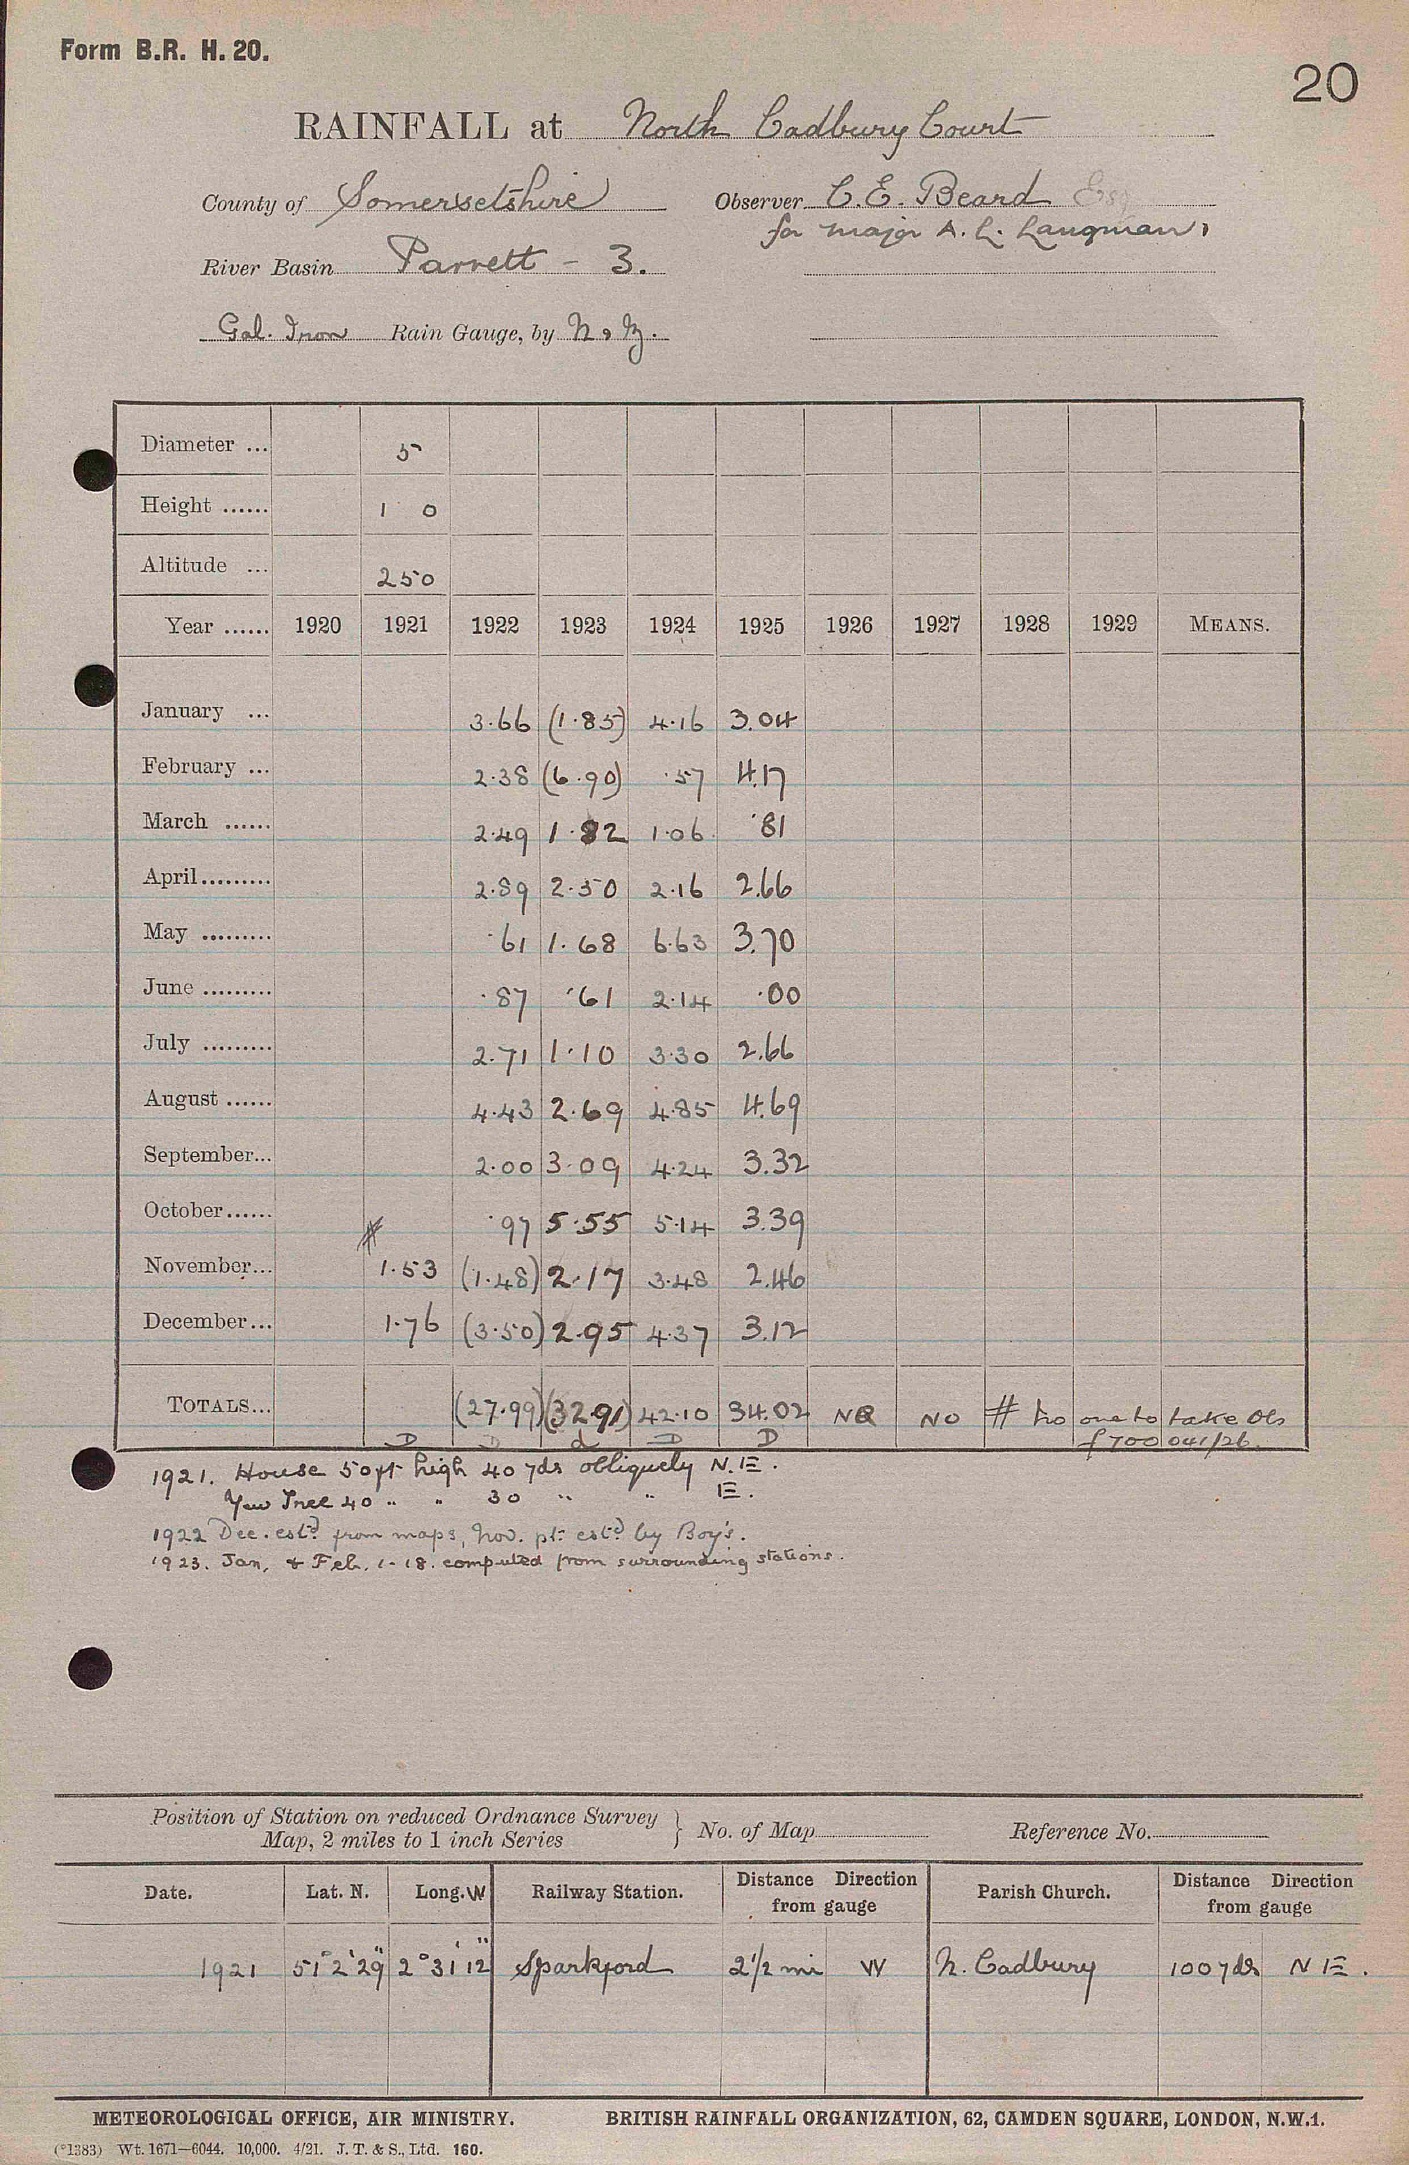 Form B.R. H. 20.
20
RAINFALL at North Cadbury Court
County of Somersetshire
Observer C. E. Beard Esq
for Major A. L. Langman,
River Basin Parrett - 3.
Gal. Iron Rain Gauge, by N & Z.
Diameter ... 5
Height ...... 1 0
Altitude ... 250
Year ...... 1920 1921 1922 1923 1924 1925 1926 1927 1928 1929 MEANS.
January ... 3.66 (1.85) 4.16 3.04
February ... 2.38 (6.90) .57 4.17
March ...... 2.49 1.82 1.06 .81
April......... 2.89 2.50 2.16 2.66
May ......... .61 1.68 6.63 3.70
June ......... .87 .61 2.14 .00
July ......... 2.71 1.10 3.30 2.66
August ...... 4.43 2.69 4.85 4.69
September... 2.00 3.09 4.24 3.32
October...... # .97 5.55 5.14 3.39
November... 1.53 (1.48) 2.17 3.48 2.46
December... 1.76 (3.50) 2.95 4.37 3.12
TOTALS... (27.99) (32.91) 42.10 34.02 NO NO # no one to take obs
D D d D D f700 041/26
1921. House 50ft high 40 yds obliquely N.E.
Yew Tree 40 " " 30 " " E.
1922 Dec. estd from maps, Nov. pt. estd by Boy's.
1923. Jan. & Feb. 1-18. computed from surrounding stations.
Position of Station on reduced Ordnance Survey
Map, 2 miles to 1 inch Series } No. of Map Reference No.
Date. Lat. N. Long. W Railway Station. Distance Direction from gauge Parish Church. Distance Direction from gauge
1921 51° 2' 29" 2° 31' 12" Sparkford 2½ mi W N. Cadbury 100 yds NE.
METEOROLOGICAL OFFICE, AIR MINISTRY. BRITISH RAINFALL ORGANIZATION, 62, CAMDEN SQUARE, LONDON, N.W.1.
(*1383) Wt. 1671—6044. 10,000. 4/21. J. T. & S., Ltd. 160.